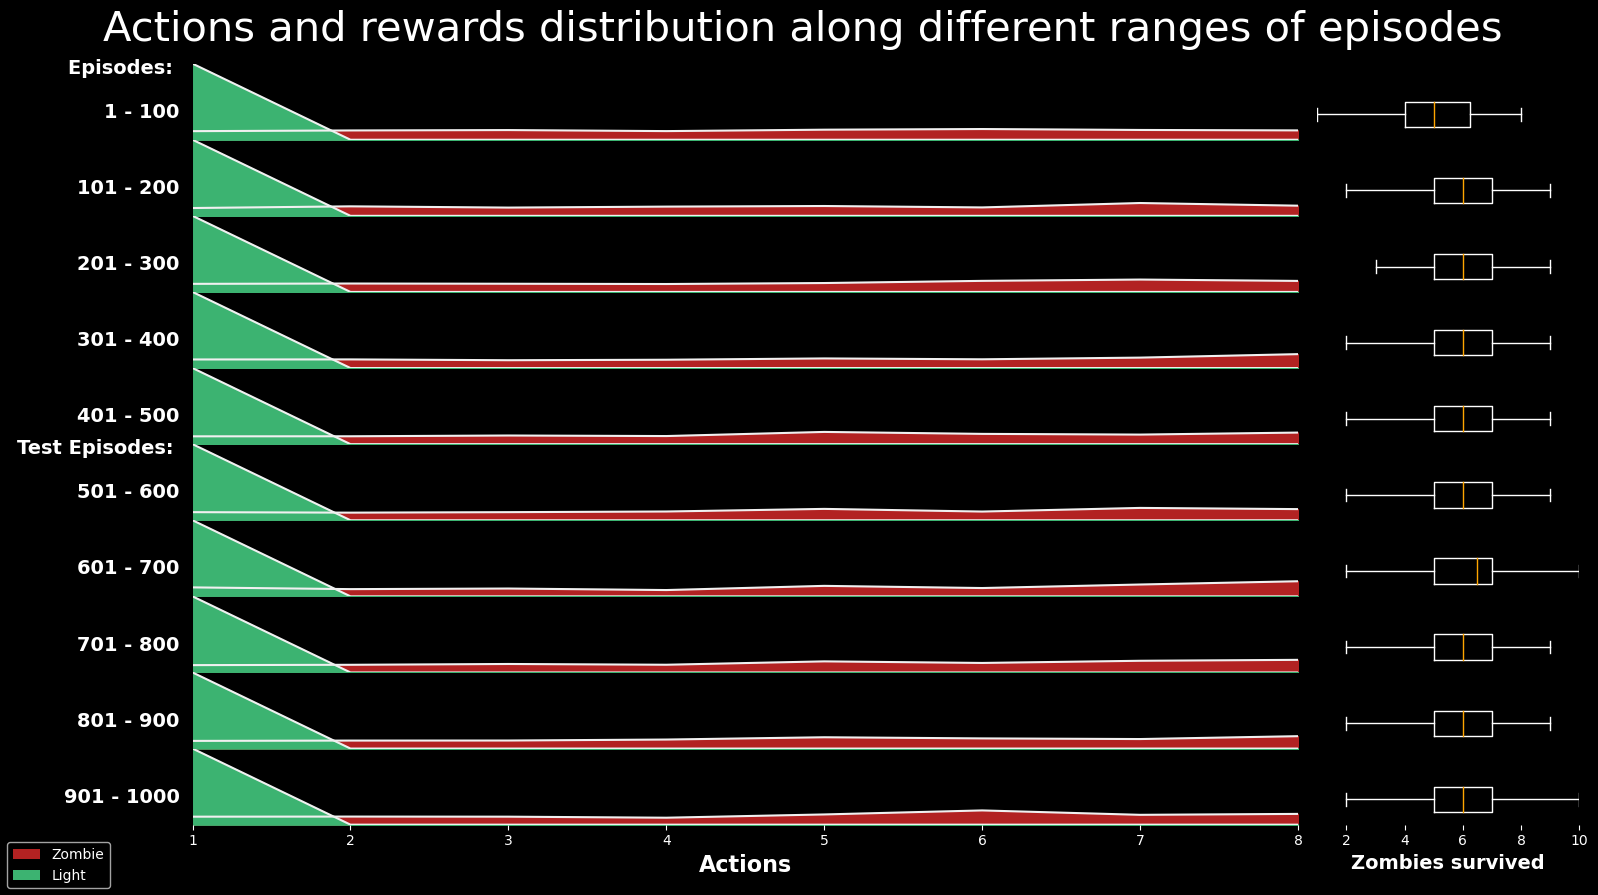 Actions and rewards distribution along different ranges of episodes
Episodes:
1 - 100
101 - 200
201 - 300
301 - 400
401 - 500
Test Episodes:
501 - 600
601 - 700
701 - 800
801 - 900
901 - 1000
1 2 3 4 5 6 7 8
2 4 6 8 10
Actions
Zombies survived
Zombie
Light